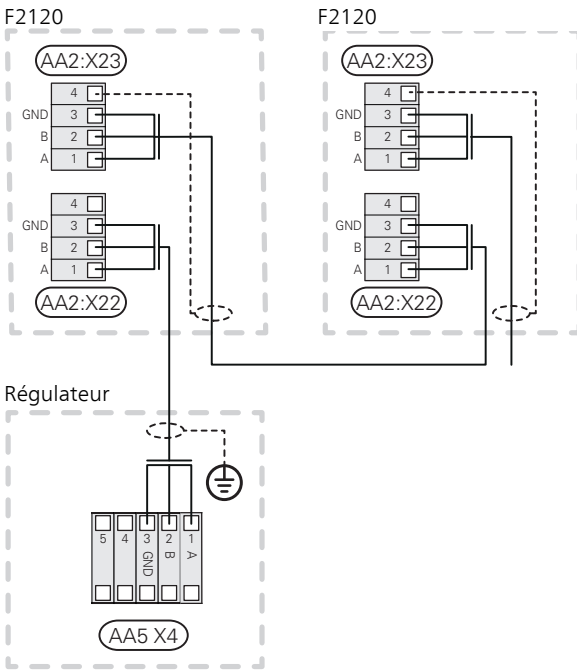 F2120
AA2:X23
4
GND 3
B 2
A 1
4
GND 3
B 2
A 1
AA2:X22
F2120
AA2:X23
4
GND 3
B 2
A 1
4
GND 3
B 2
A 1
AA2:X22
Régulateur
5 4 3 2 1
GND B A
AA5 X4